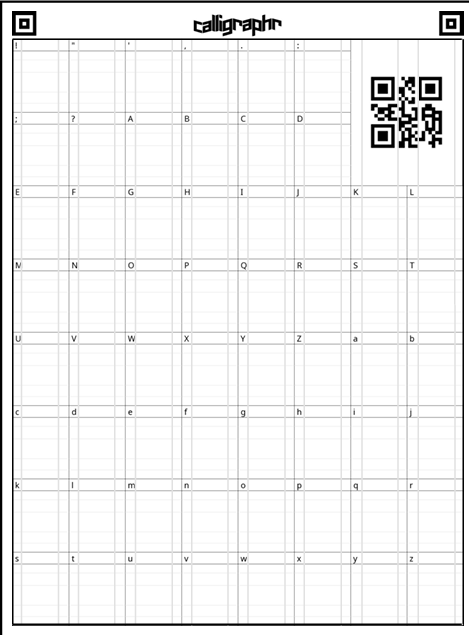 calligraphr
! " ' , . :
; ? A B C D
E F G H I J K L
M N O P Q R S T
U V W X Y Z a b
c d e f g h i j
k l m n o p q r
s t u v w x y z